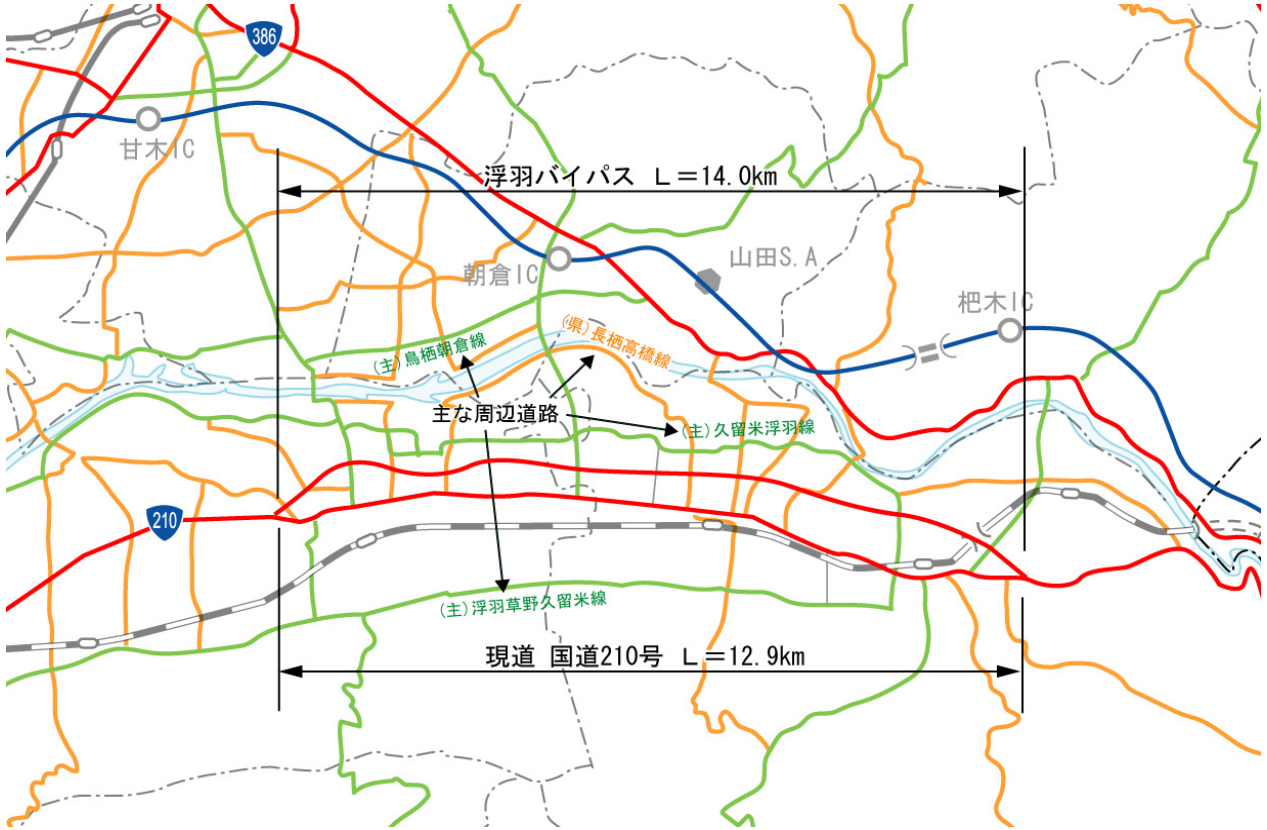 386
甘木IC
浮羽バイパス L=14.0km
朝倉IC
山田S.A
杷木IC
(主)鳥栖朝倉線
(県)長栖高橋線
主な周辺道路
(主)久留米浮羽線
210
(主)浮羽草野久留米線
現道 国道210号 L=12.9km